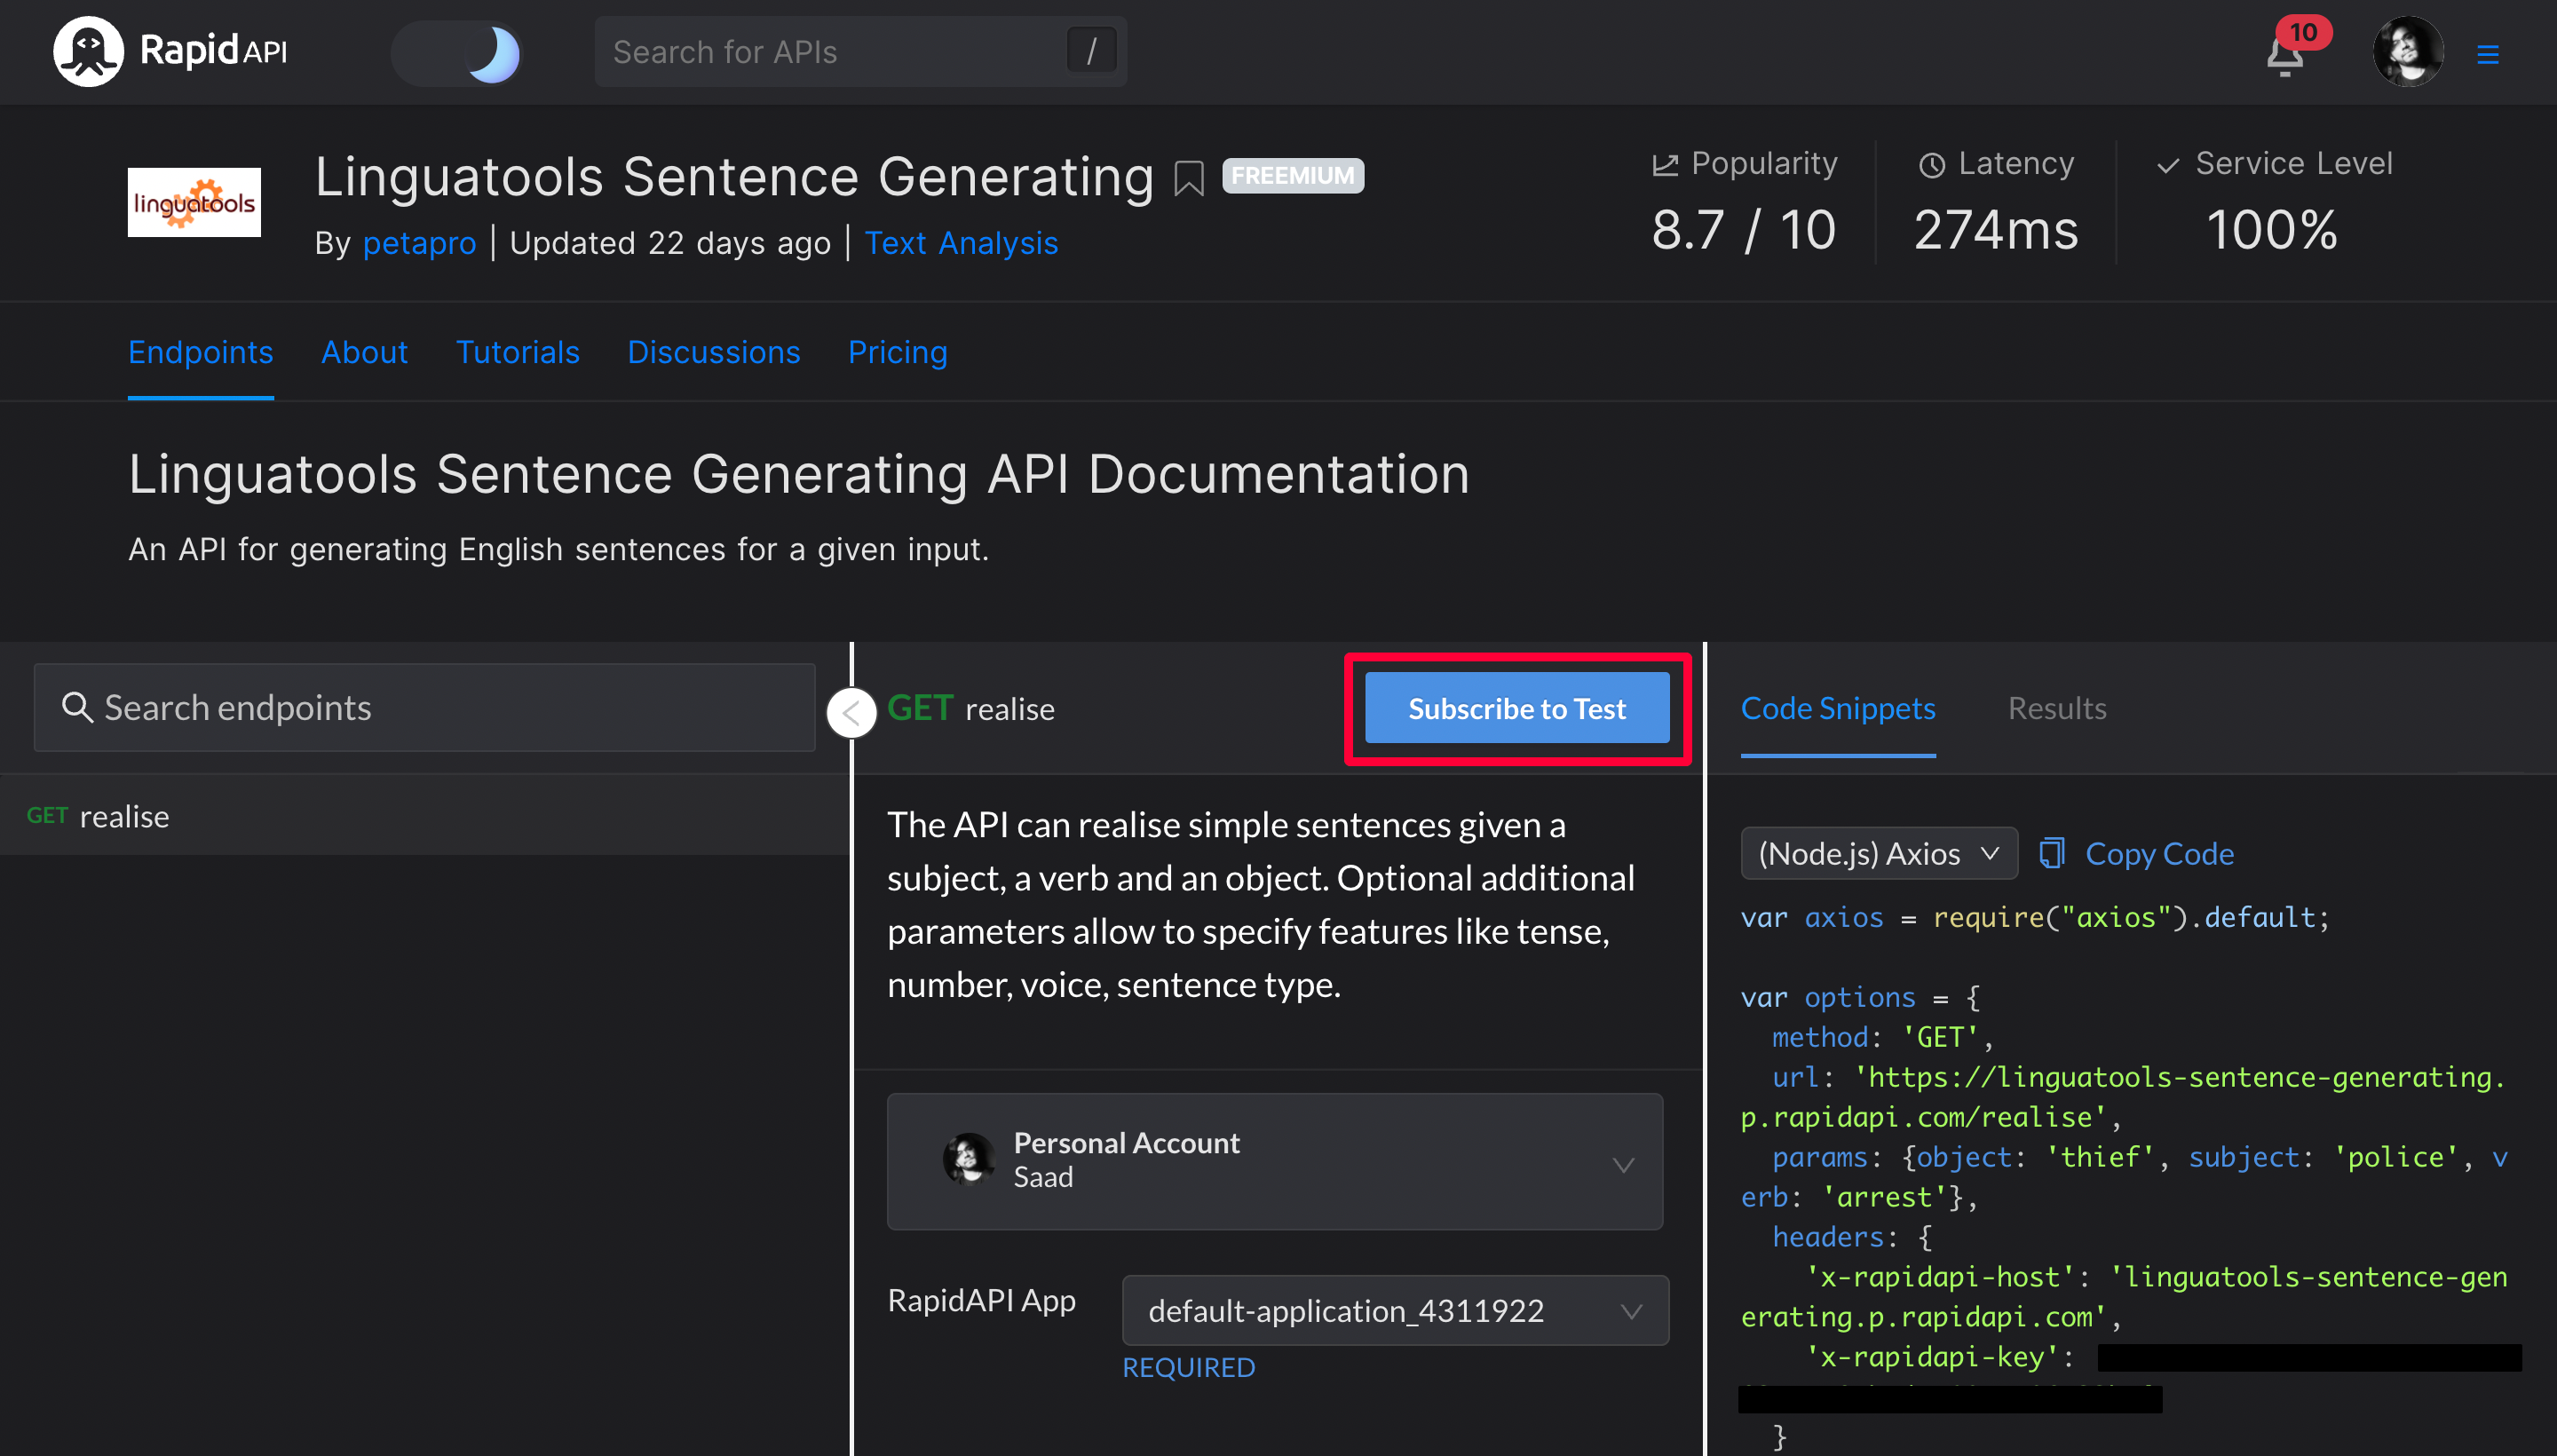 RapidAPI
Search for APIs
/
10
linguatools
Linguatools Sentence Generating
FREEMIUM
By petapro | Updated 22 days ago | Text Analysis
Popularity
8.7 / 10
Latency
274ms
Service Level
100%
Endpoints
About
Tutorials
Discussions
Pricing
Linguatools Sentence Generating API Documentation
An API for generating English sentences for a given input.
Search endpoints
GET realise
GET realise
Subscribe to Test
The API can realise simple sentences given a
subject, a verb and an object. Optional additional
parameters allow to specify features like tense,
number, voice, sentence type.
Personal Account
Saad
RapidAPI App
default-application_4311922
REQUIRED
Code Snippets
Results
(Node.js) Axios
Copy Code
var axios = require("axios").default;
var options = {
method: 'GET',
url: 'https://linguatools-sentence-generating.
p.rapidapi.com/realise',
params: {object: 'thief', subject: 'police', v
erb: 'arrest'},
headers: {
'x-rapidapi-host': 'linguatools-sentence-gen
erating.p.rapidapi.com',
'x-rapidapi-key':
}